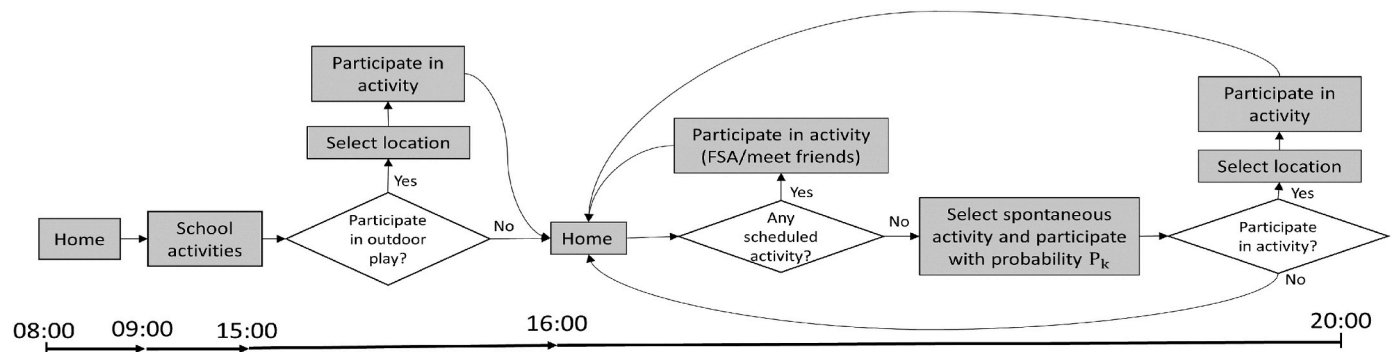 Home
School
activities
Participate
in outdoor
play?
Yes
Select location
Participate in
activity
No
Home
Any
scheduled
activity?
Yes
Participate in activity
(FSA/meet friends)
No
Select spontaneous
activity and participate
with probability Pk
Participate
in activity?
Yes
Select location
Participate in
activity
No
08:00
09:00
15:00
16:00
20:00